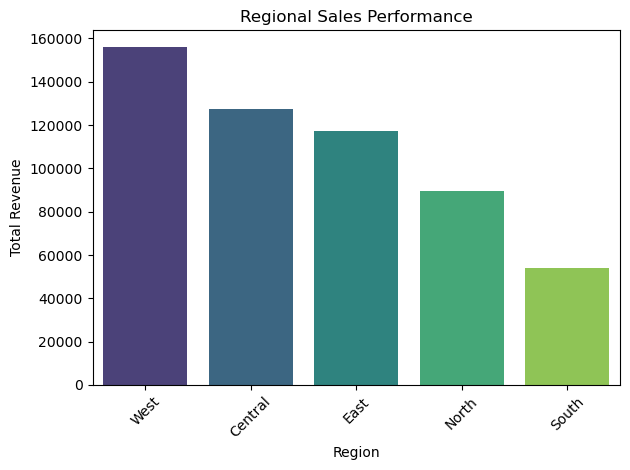 Regional Sales Performance
Total Revenue
160000
140000
120000
100000
80000
60000
40000
20000
0
West
Central
East
North
South
Region